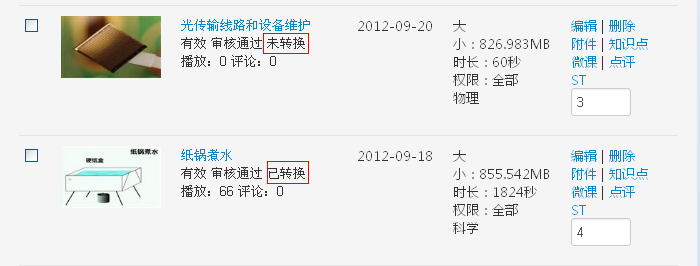 光传输线路和设备维护
有效 审核通过 未转换
播放：0 评论：0
2012-09-20
大
小：826.983MB
时长：60秒
权限：全部
物理
编辑 | 删除
附件 | 知识点
微课 | 点评
ST
3
纸锅煮水
硬纸盒
纸锅煮水
有效 审核通过 已转换
播放：66 评论：0
2012-09-18
大
小：855.542MB
时长：1824秒
权限：全部
科学
编辑 | 删除
附件 | 知识点
微课 | 点评
ST
4